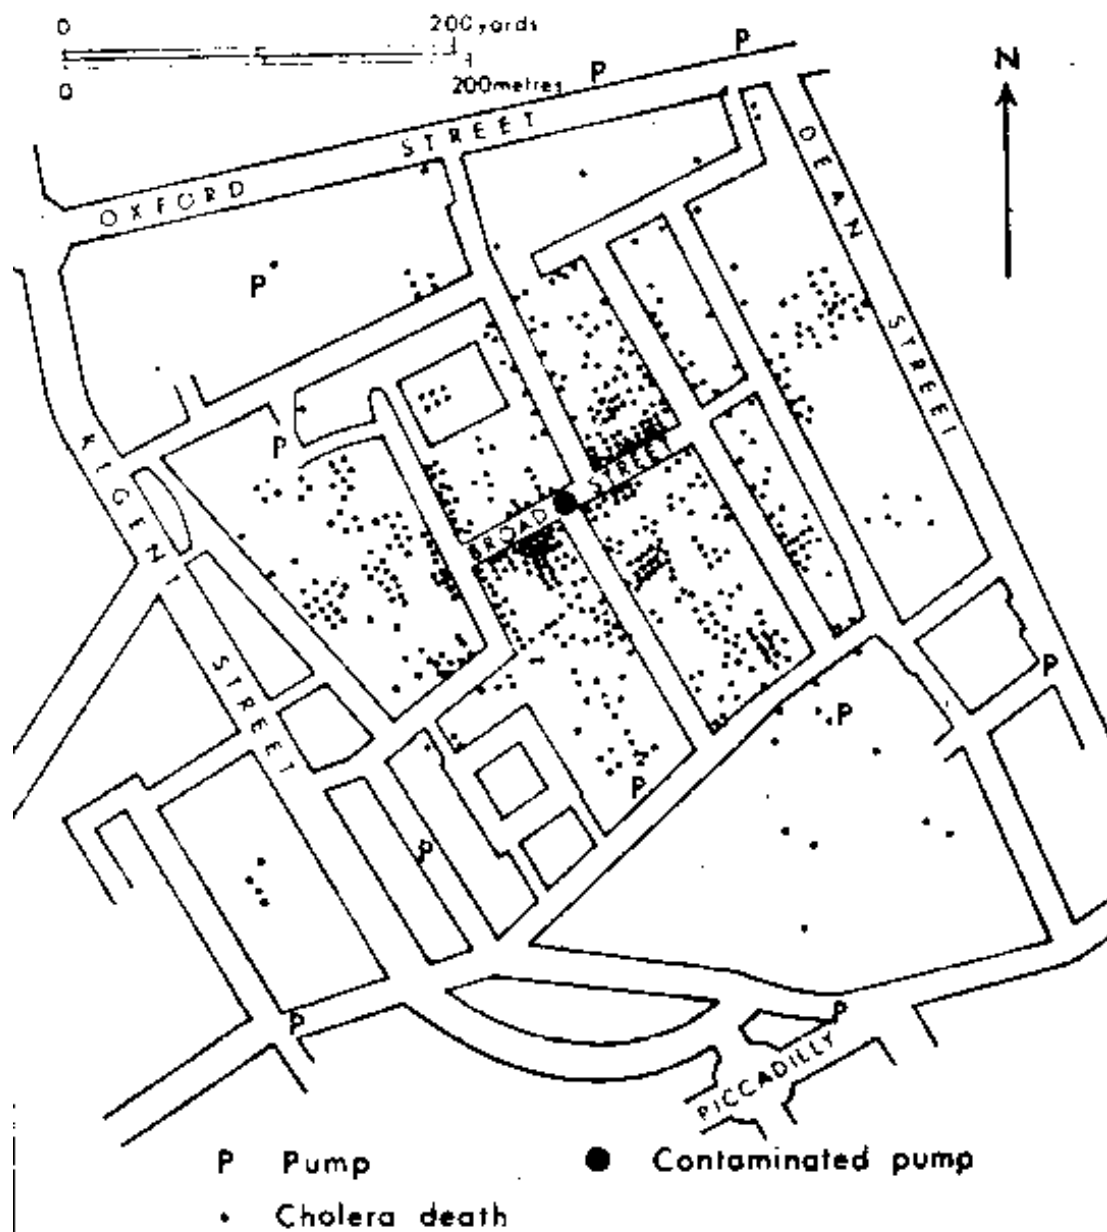 0 200 yards
0 200 metres
P
P
N
OXFORD STREET
DEAN STREET
P
P
REGENT STREET
BROAD STREET
P
P
P
P
P
P
PICCADILLY
P Pump
● Contaminated pump
• Cholera death